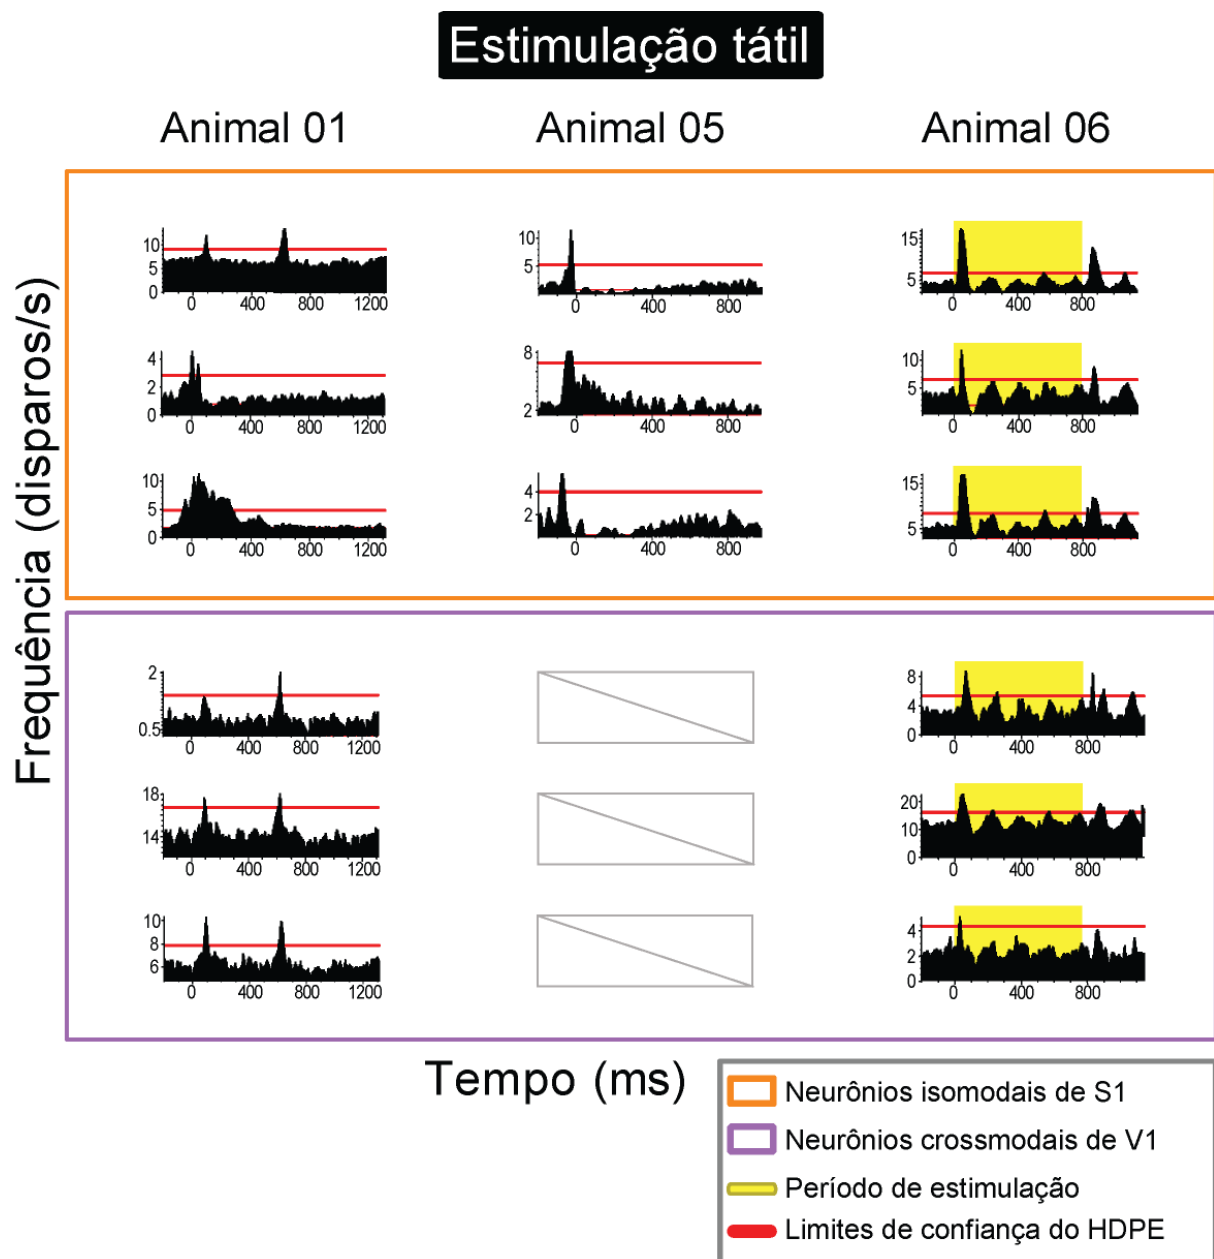 Estimulação tátil
Animal 01 Animal 05 Animal 06
Frequência (disparos/s)
10 5 0
0 400 800 1200
10 5
0 400 800
15 5
0 400 800
4 2 0
0 400 800 1200
8 2
0 400 800
10 5
0 400 800
10 5 0
0 400 800 1200
4 2
0 400 800
15 5
0 400 800
2 0.5
0 400 800 1200
8 4 0
0 400 800
18 14
0 400 800 1200
20 10 0
0 400 800
10 8 6
0 400 800 1200
4 2 0
0 400 800
Tempo (ms)
Neurônios isomodais de S1
Neurônios crossmodais de V1
Período de estimulação
Limites de confiança do HDPE